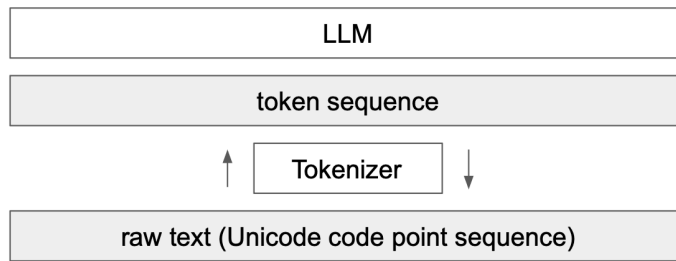 LLM
token sequence
Tokenizer
raw text (Unicode code point sequence)